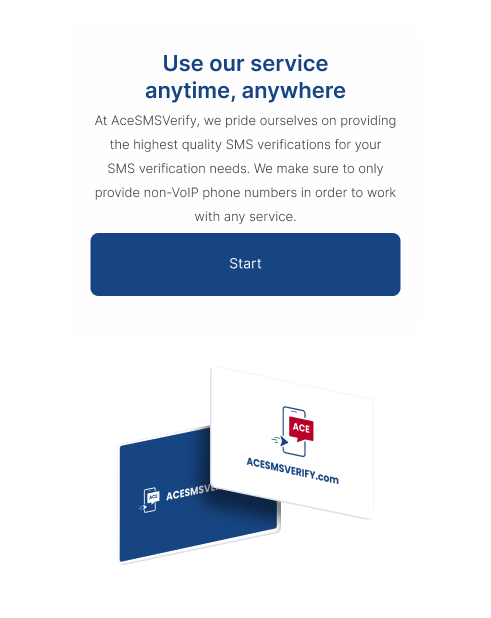 Use our service
anytime, anywhere
At AceSMSVerify, we pride ourselves on providing
the highest quality SMS verifications for your
SMS verification needs. We make sure to only
provide non-VoIP phone numbers in order to work
with any service.
Start
ACE
ACESMSVERIFY.com
ACE